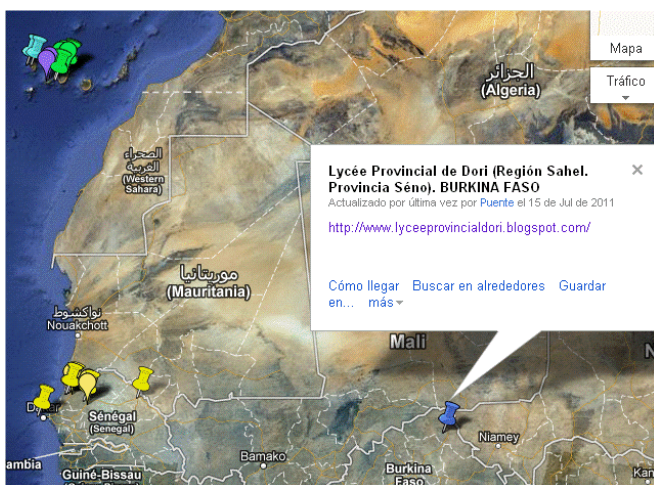 Mapa
Tráfico
الجزائر
(Algeria)
الصحراء
الغربية
(Western
Sahara)
Lycée Provincial de Dori (Región Sahel.
Provincia Séno). BURKINA FASO
Actualizado por última vez por Puente el 15 de Jul de 2011
http://www.lyceeprovincialdori.blogspot.com/
Cómo llegar Buscar en alrededores Guardar
en... más
موريتانيا
(Mauritania)
نواكشوط
Nouakchott
Mali
N
Sénégal
(Senegal)
Niamey
Bamako
ambia
Guiné-Bissau
Burkina
Faso
Kan